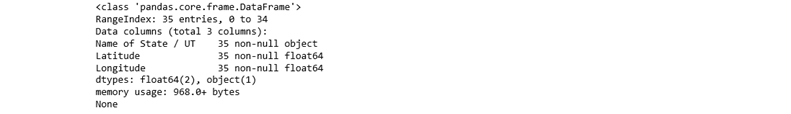 <class 'pandas.core.frame.DataFrame'>
RangeIndex: 35 entries, 0 to 34
Data columns (total 3 columns):
Name of State / UT    35 non-null object
Latitude              35 non-null float64
Longitude             35 non-null float64
dtypes: float64(2), object(1)
memory usage: 968.0+ bytes
None